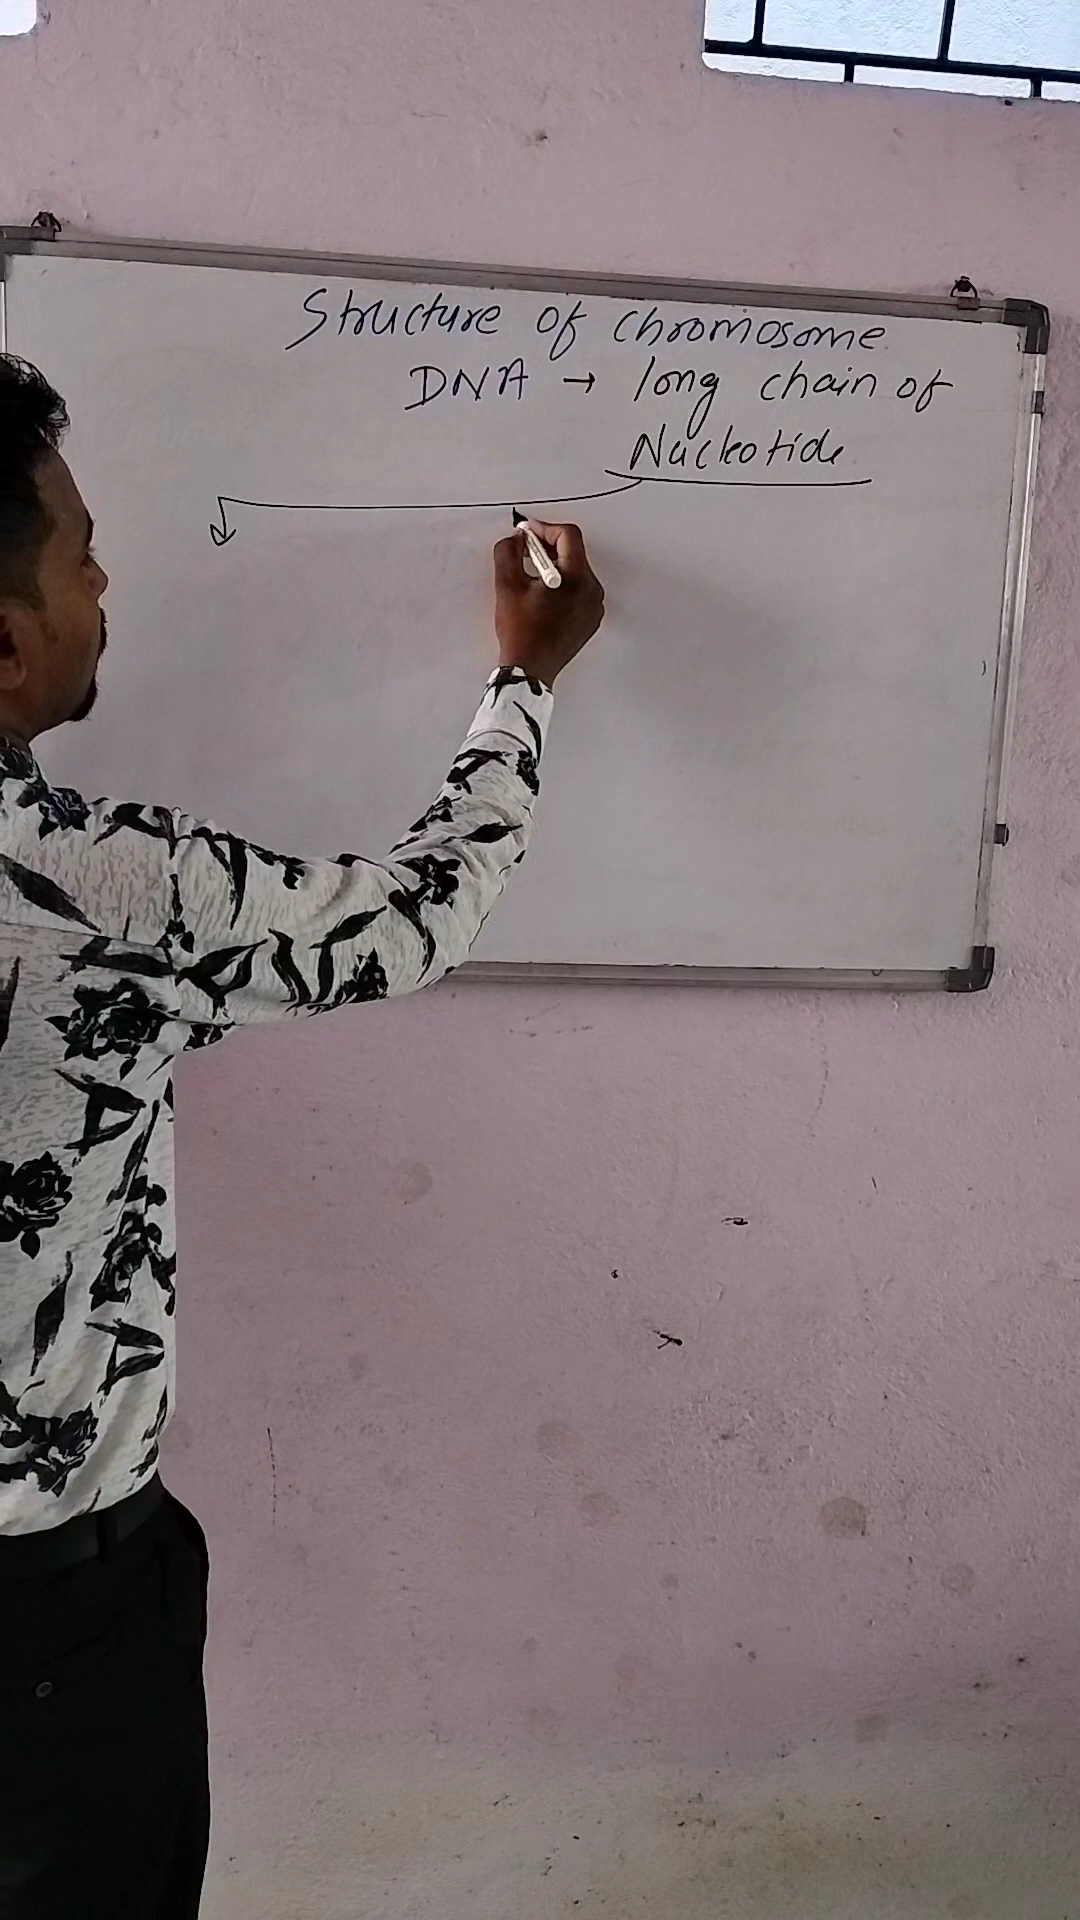 Structure of chromosome.
DNA → long chain of
Nucleotide